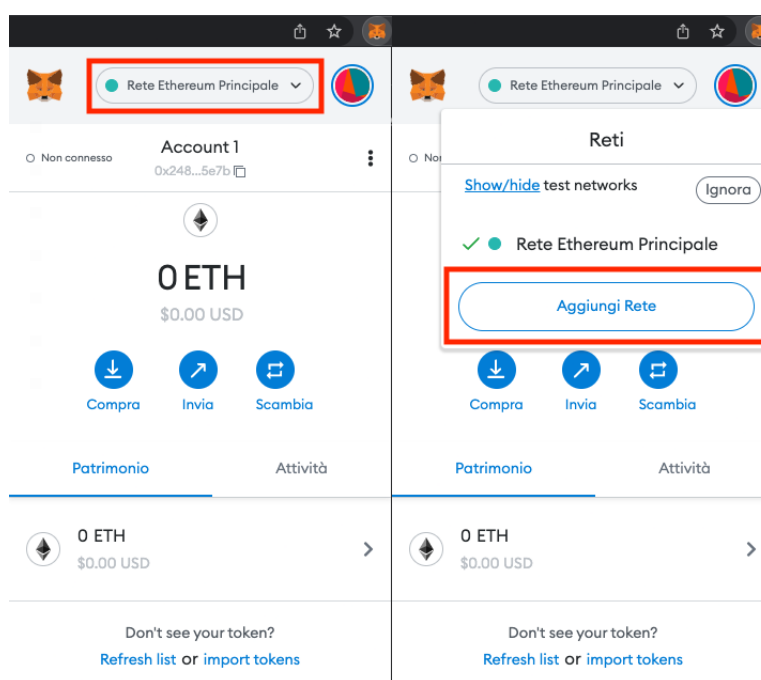 Rete Ethereum Principale
Non connesso
Account 1
0x248...5e7b
0 ETH
$0.00 USD
Compra
Invia
Scambia
Patrimonio
Attività
0 ETH
$0.00 USD
Don't see your token?
Refresh list or import tokens
Rete Ethereum Principale
Reti
Show/hide test networks
Ignora
Rete Ethereum Principale
Aggiungi Rete
Compra
Invia
Scambia
Patrimonio
Attività
0 ETH
$0.00 USD
Don't see your token?
Refresh list or import tokens